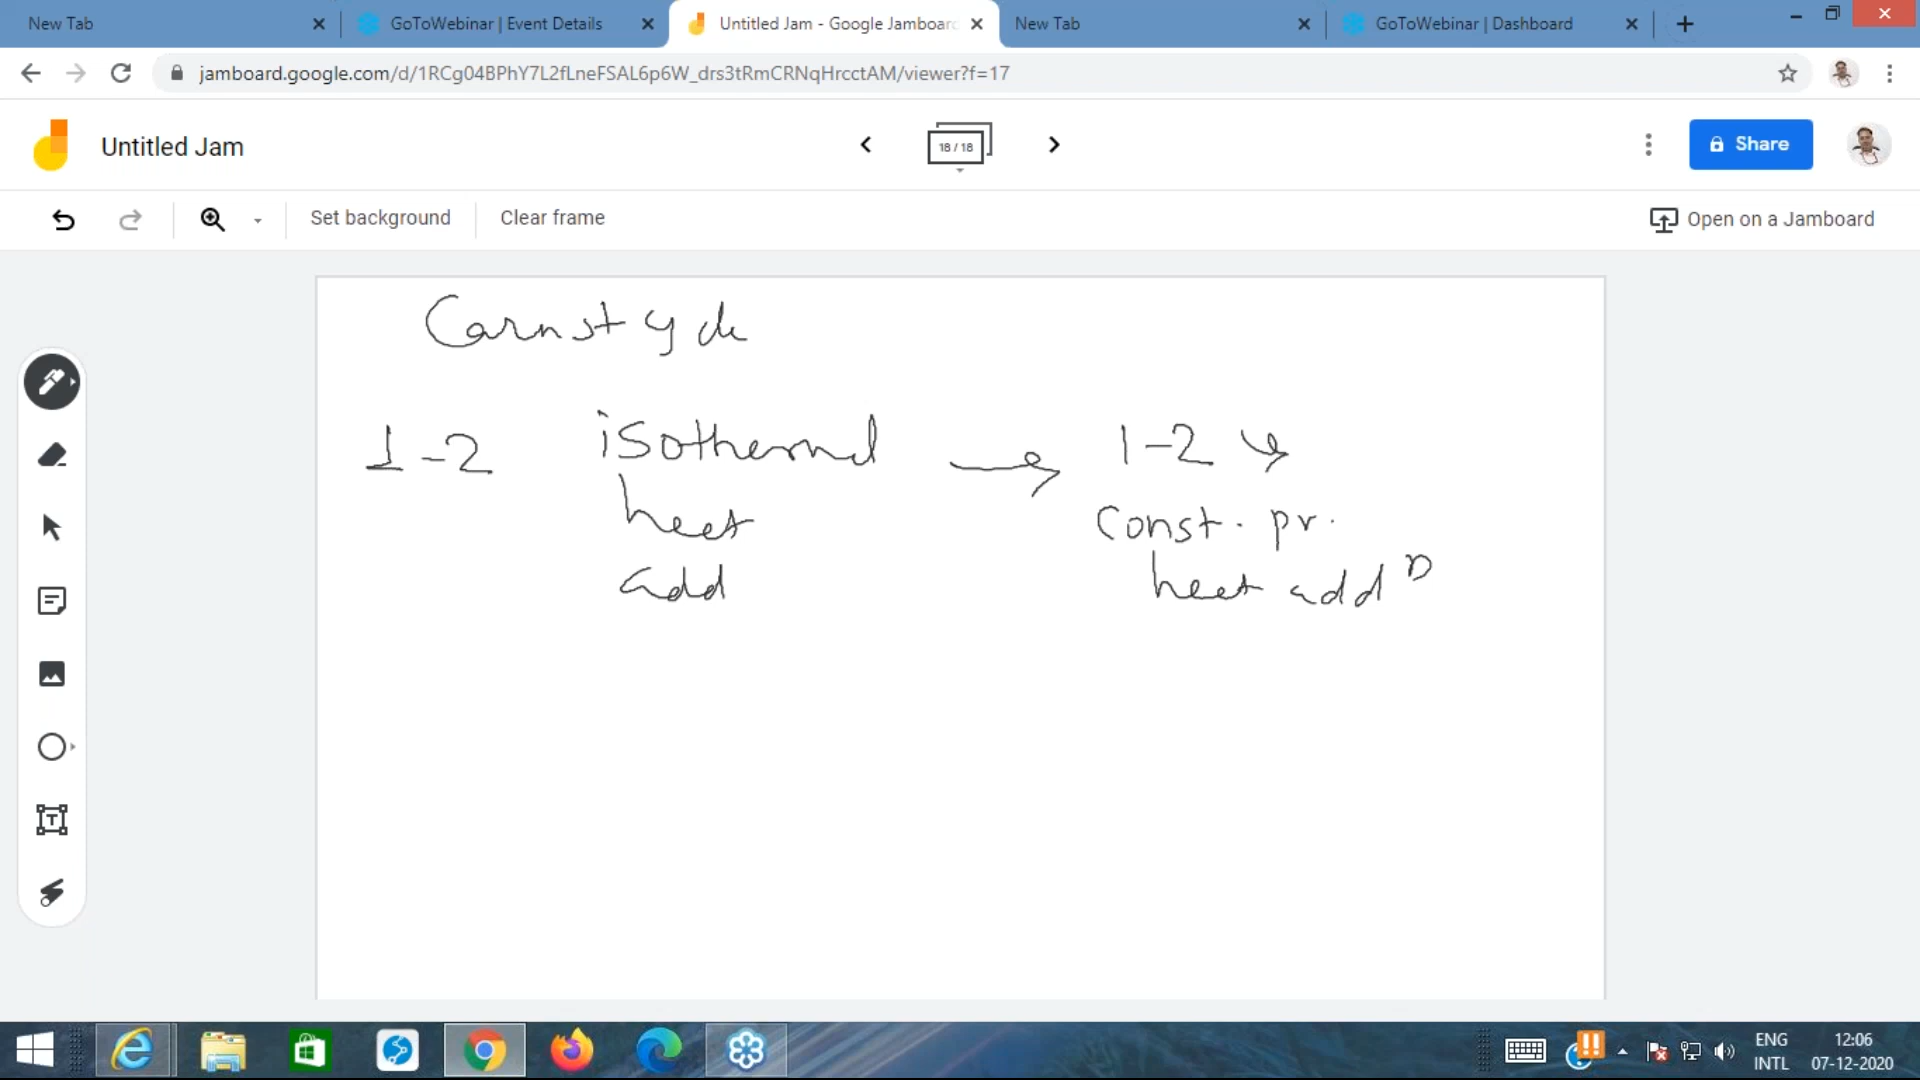 New Tab
GoToWebinar | Event Details
Untitled Jam - Google Jamboard
New Tab
GoToWebinar | Dashboard
jamboard.google.com/d/1RCg04BPhY7L2fLneFSAL6p6W_drs3tRmCRNqHrcctAM/viewer?f=17
Untitled Jam
18 / 18
Share
Set background
Clear frame
Open on a Jamboard
Carnot cycle
1-2 isothermal → 1-2 →
heat const. pr.
add heat addn
ENG 12:06
INTL 07-12-2020